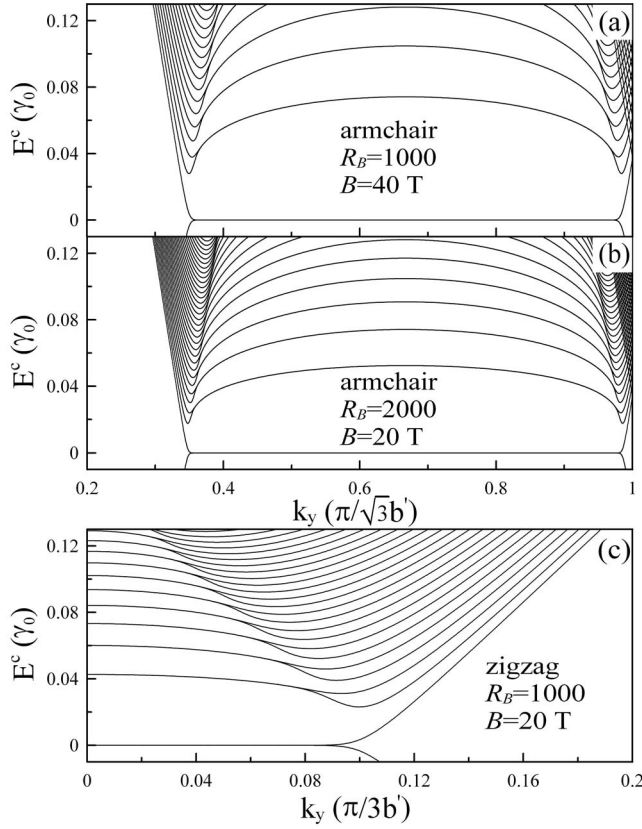 (a)
E^c (γ₀)
0.12
0.08
0.04
0
armchair
R_B=1000
B=40 T
(b)
E^c (γ₀)
0.12
0.08
0.04
0
armchair
R_B=2000
B=20 T
0.2 0.4 0.6 0.8 1
k_y (π/√3b')
(c)
E^c (γ₀)
0.12
0.08
0.04
0
zigzag
R_B=1000
B=20 T
0 0.04 0.08 0.12 0.16 0.2
k_y (π/3b')